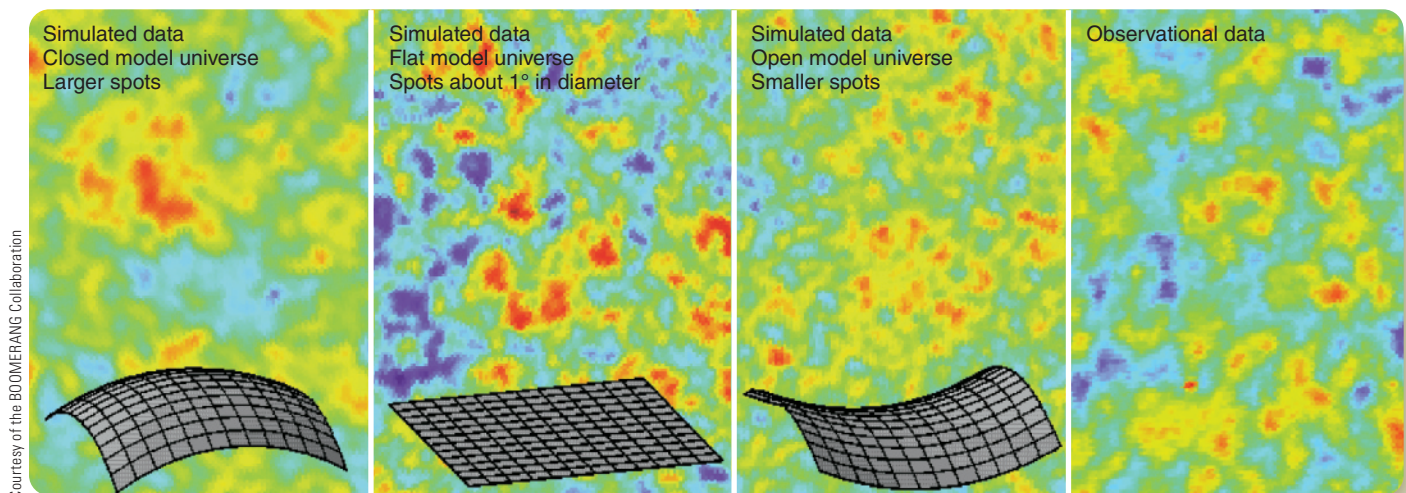 Simulated data
Closed model universe
Larger spots
Simulated data
Flat model universe
Spots about 1° in diameter
Simulated data
Open model universe
Smaller spots
Observational data
Courtesy of the BOOMERANG Collaboration